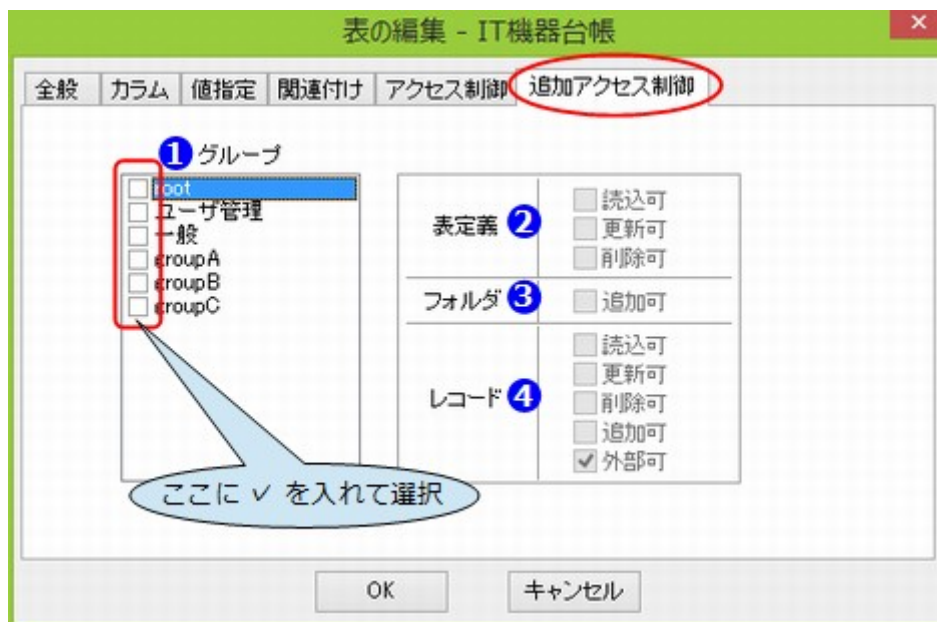 表の編集 - IT機器台帳
×
全般 カラム 値指定 関連付け アクセス制御 追加アクセス制御
1 グループ
root
ユーザ管理
一般
groupA
groupB
groupC
表定義 2
読込可
更新可
削除可
フォルダ 3
追加可
レコード 4
読込可
更新可
削除可
追加可
外部可
ここに ✓ を入れて選択
OK キャンセル